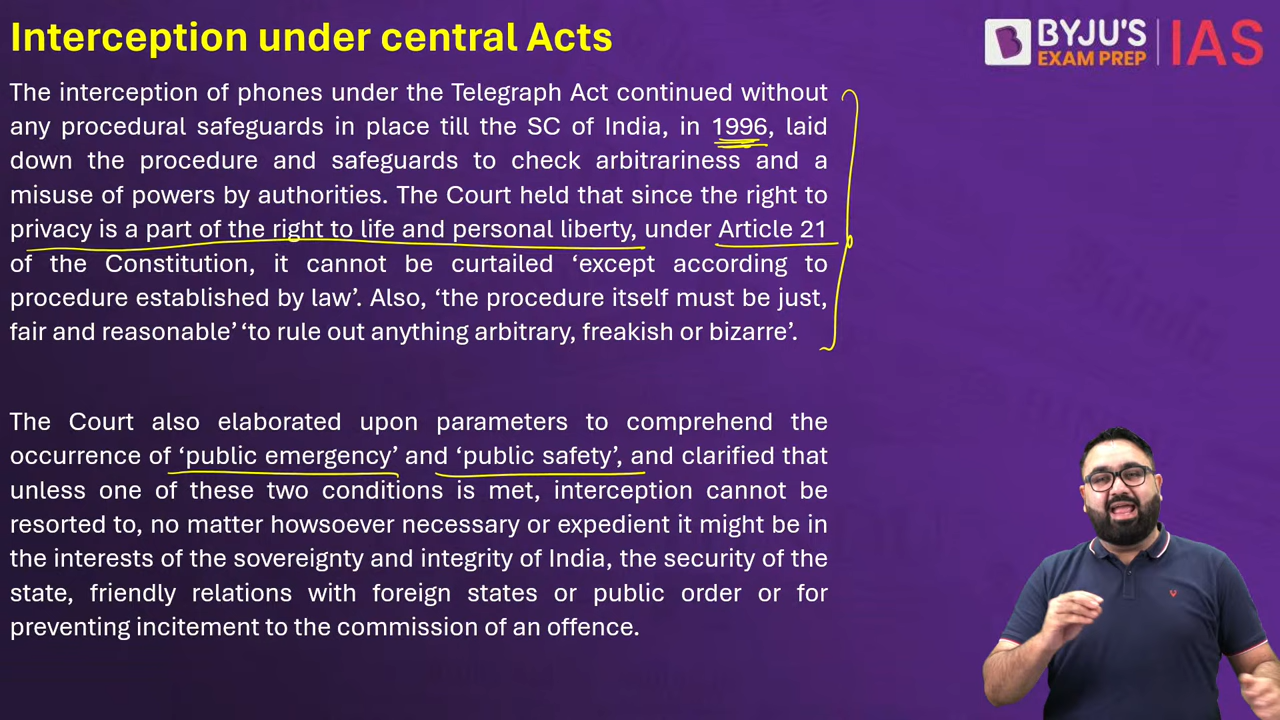 Interception under central Acts
BYJU'S
EXAM PREP
IAS
The interception of phones under the Telegraph Act continued without
any procedural safeguards in place till the SC of India, in 1996, laid
down the procedure and safeguards to check arbitrariness and a
misuse of powers by authorities. The Court held that since the right to
privacy is a part of the right to life and personal liberty, under Article 21
of the Constitution, it cannot be curtailed ‘except according to
procedure established by law’. Also, ‘the procedure itself must be just,
fair and reasonable’ ‘to rule out anything arbitrary, freakish or bizarre’.
The Court also elaborated upon parameters to comprehend the
occurrence of ‘public emergency’ and ‘public safety’, and clarified that
unless one of these two conditions is met, interception cannot be
resorted to, no matter howsoever necessary or expedient it might be in
the interests of the sovereignty and integrity of India, the security of the
state, friendly relations with foreign states or public order or for
preventing incitement to the commission of an offence.